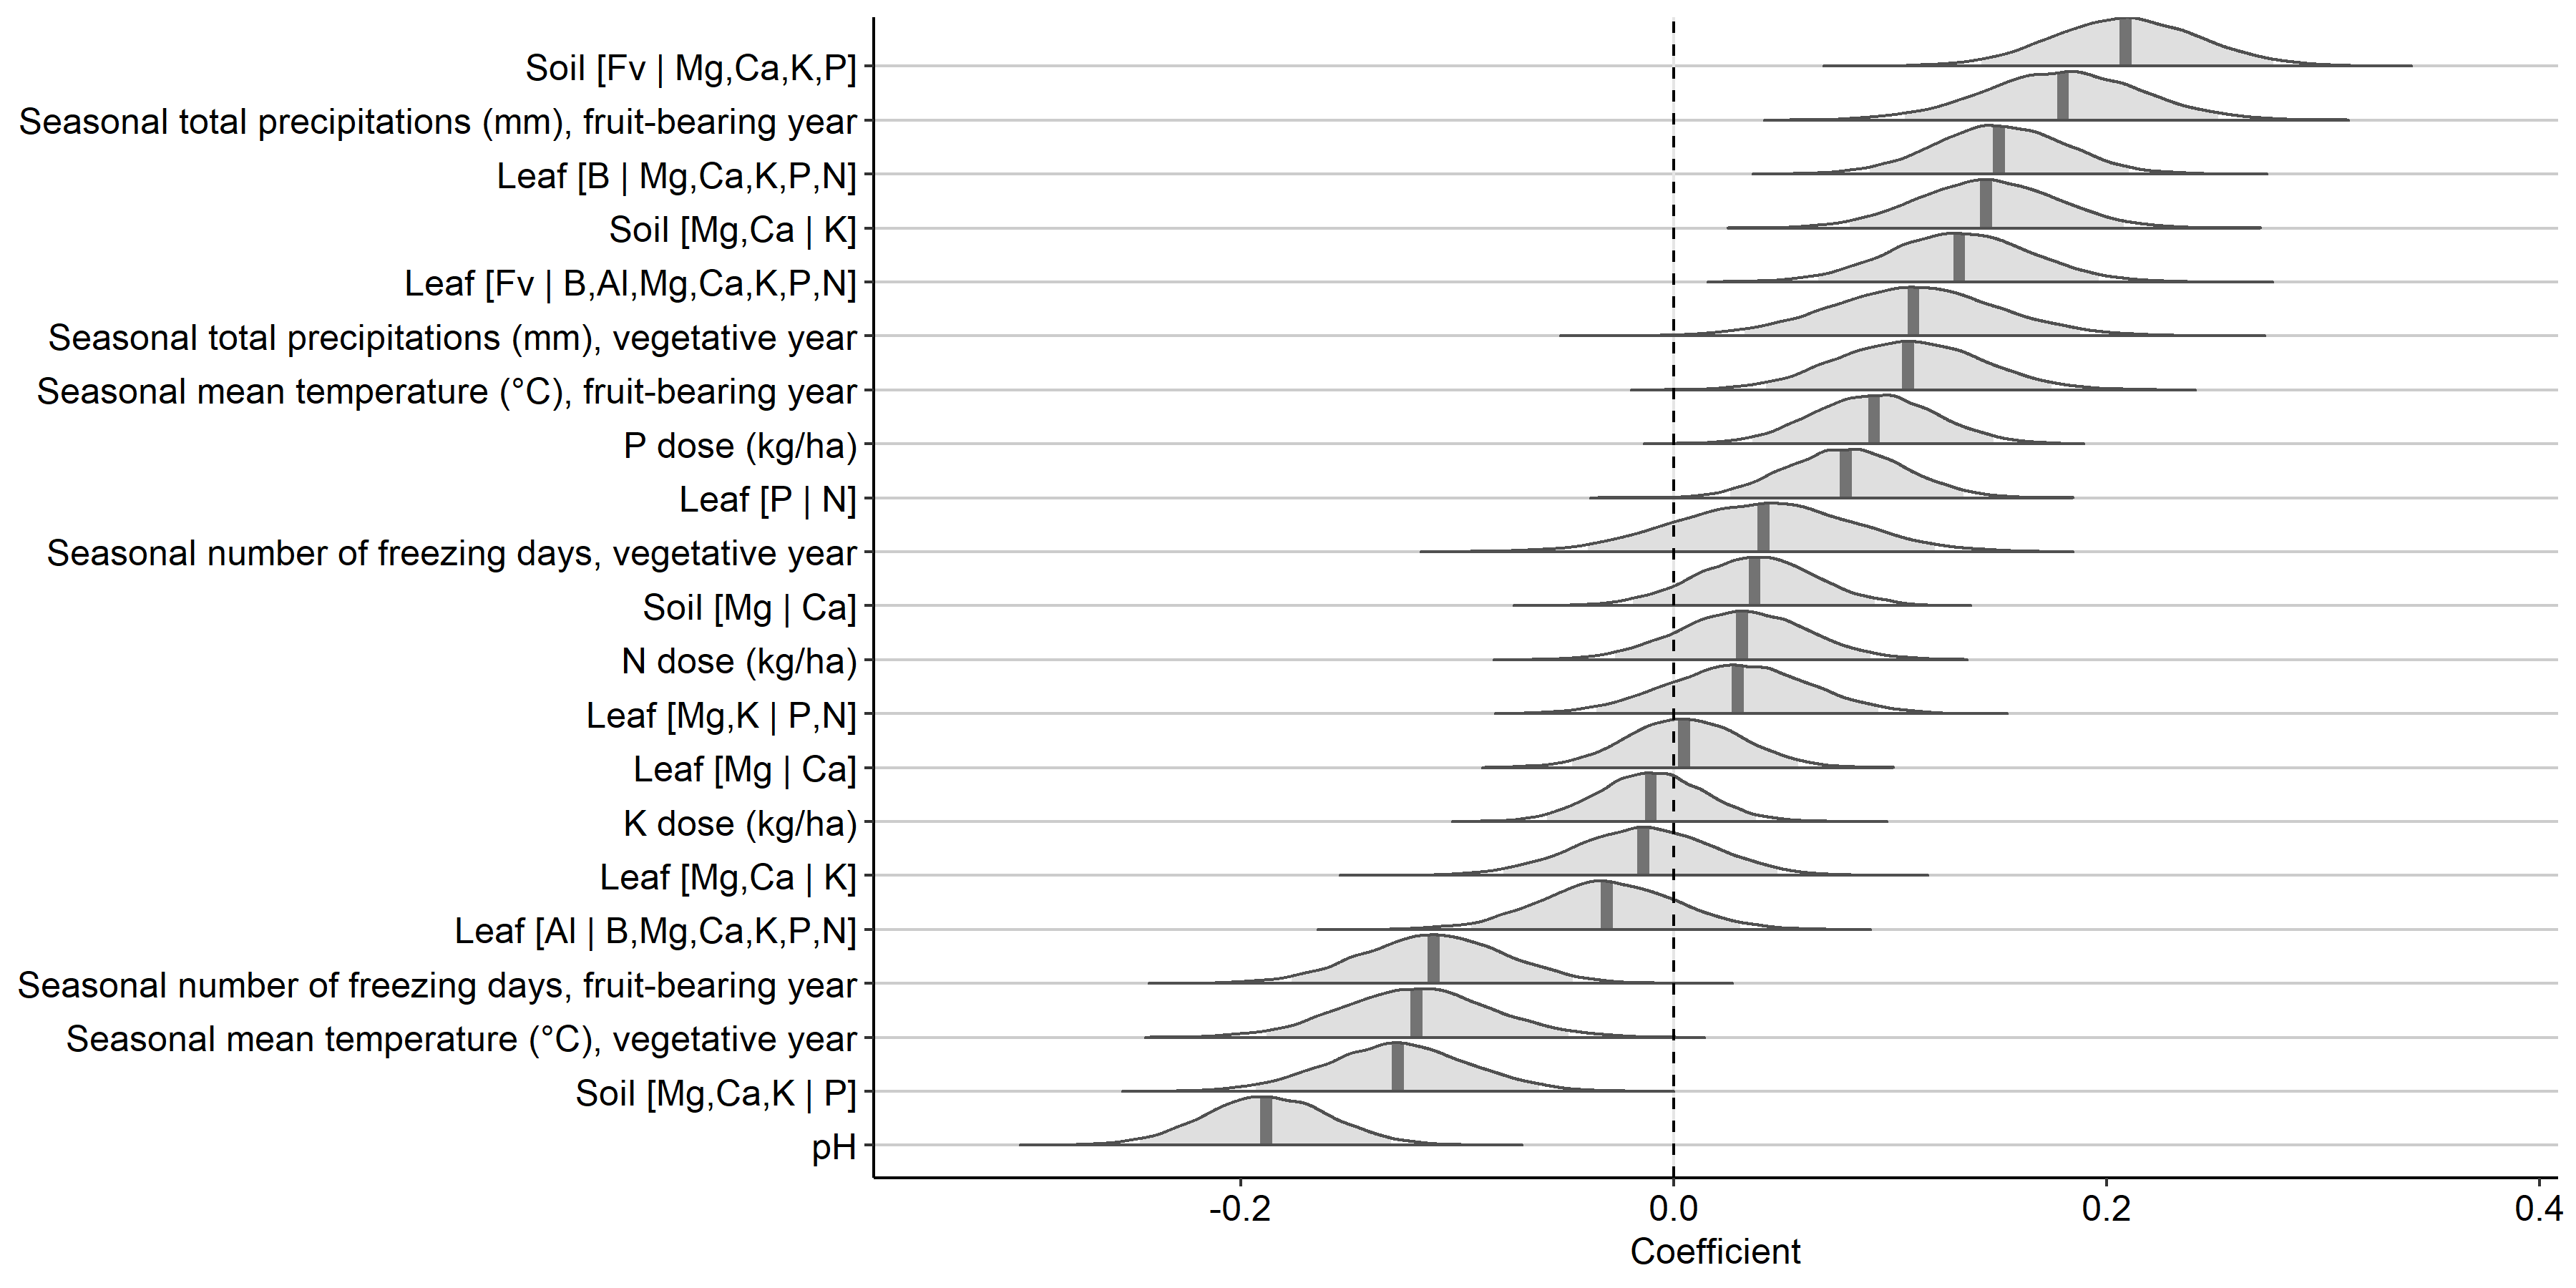 Soil [Fv | Mg,Ca,K,P]
Seasonal total precipitations (mm), fruit-bearing year
Leaf [B | Mg,Ca,K,P,N]
Soil [Mg,Ca | K]
Leaf [Fv | B,Al,Mg,Ca,K,P,N]
Seasonal total precipitations (mm), vegetative year
Seasonal mean temperature (°C), fruit-bearing year
P dose (kg/ha)
Leaf [P | N]
Seasonal number of freezing days, vegetative year
Soil [Mg | Ca]
N dose (kg/ha)
Leaf [Mg,K | P,N]
Leaf [Mg | Ca]
K dose (kg/ha)
Leaf [Mg,Ca | K]
Leaf [Al | B,Mg,Ca,K,P,N]
Seasonal number of freezing days, fruit-bearing year
Seasonal mean temperature (°C), vegetative year
Soil [Mg,Ca,K | P]
pH
-0.2 0.0 0.2 0.4
Coefficient